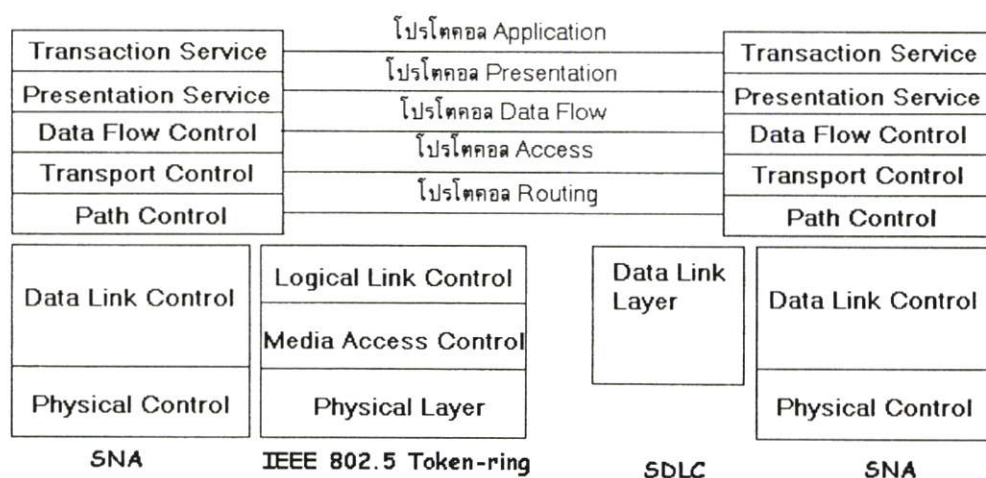 โปรโตคอล Application
Transaction Service
Transaction Service
โปรโตคอล Presentation
Presentation Service
Presentation Service
โปรโตคอล Data Flow
Data Flow Control
Data Flow Control
โปรโตคอล Access
Transport Control
Transport Control
โปรโตคอล Routing
Path Control
Path Control
Data Link Control
Logical Link Control
Media Access Control
Data Link
Layer
Data Link Control
Physical Control
Physical Layer
Physical Control
SNA
IEEE 802.5 Token-ring
SDLC
SNA